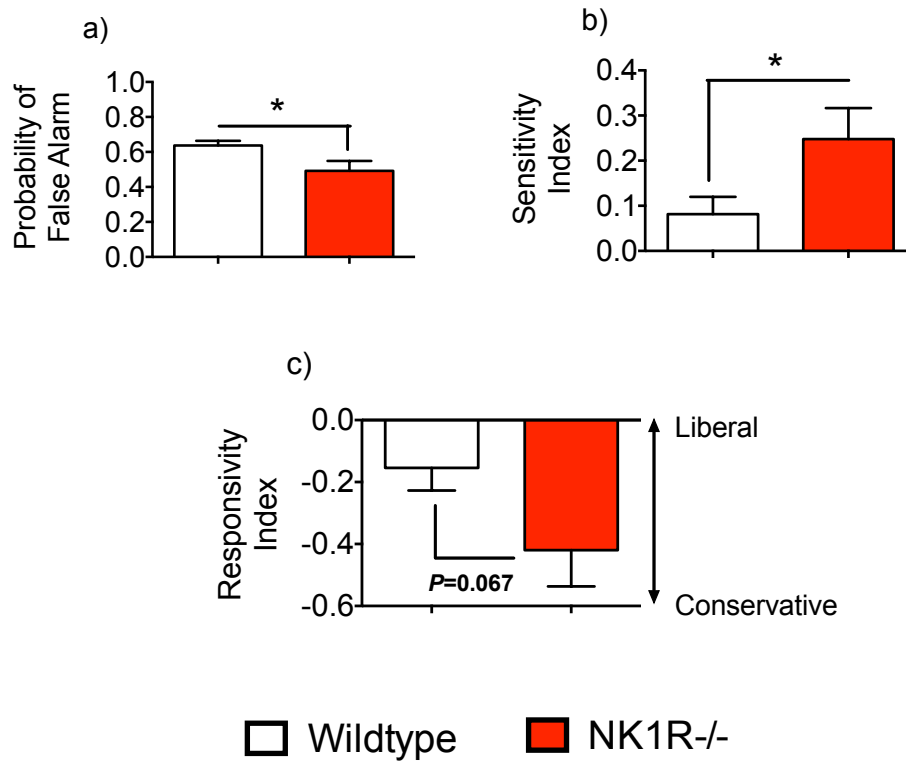 a)
Probability of
False Alarm
1.0
0.8
0.6
0.4
0.2
0.0
*
b)
Sensitivity
Index
0.4
0.3
0.2
0.1
0.0
*
c)
Responsivity
Index
0.0
-0.2
-0.4
-0.6
P=0.067
Liberal
Conservative
Wildtype
NK1R-/-